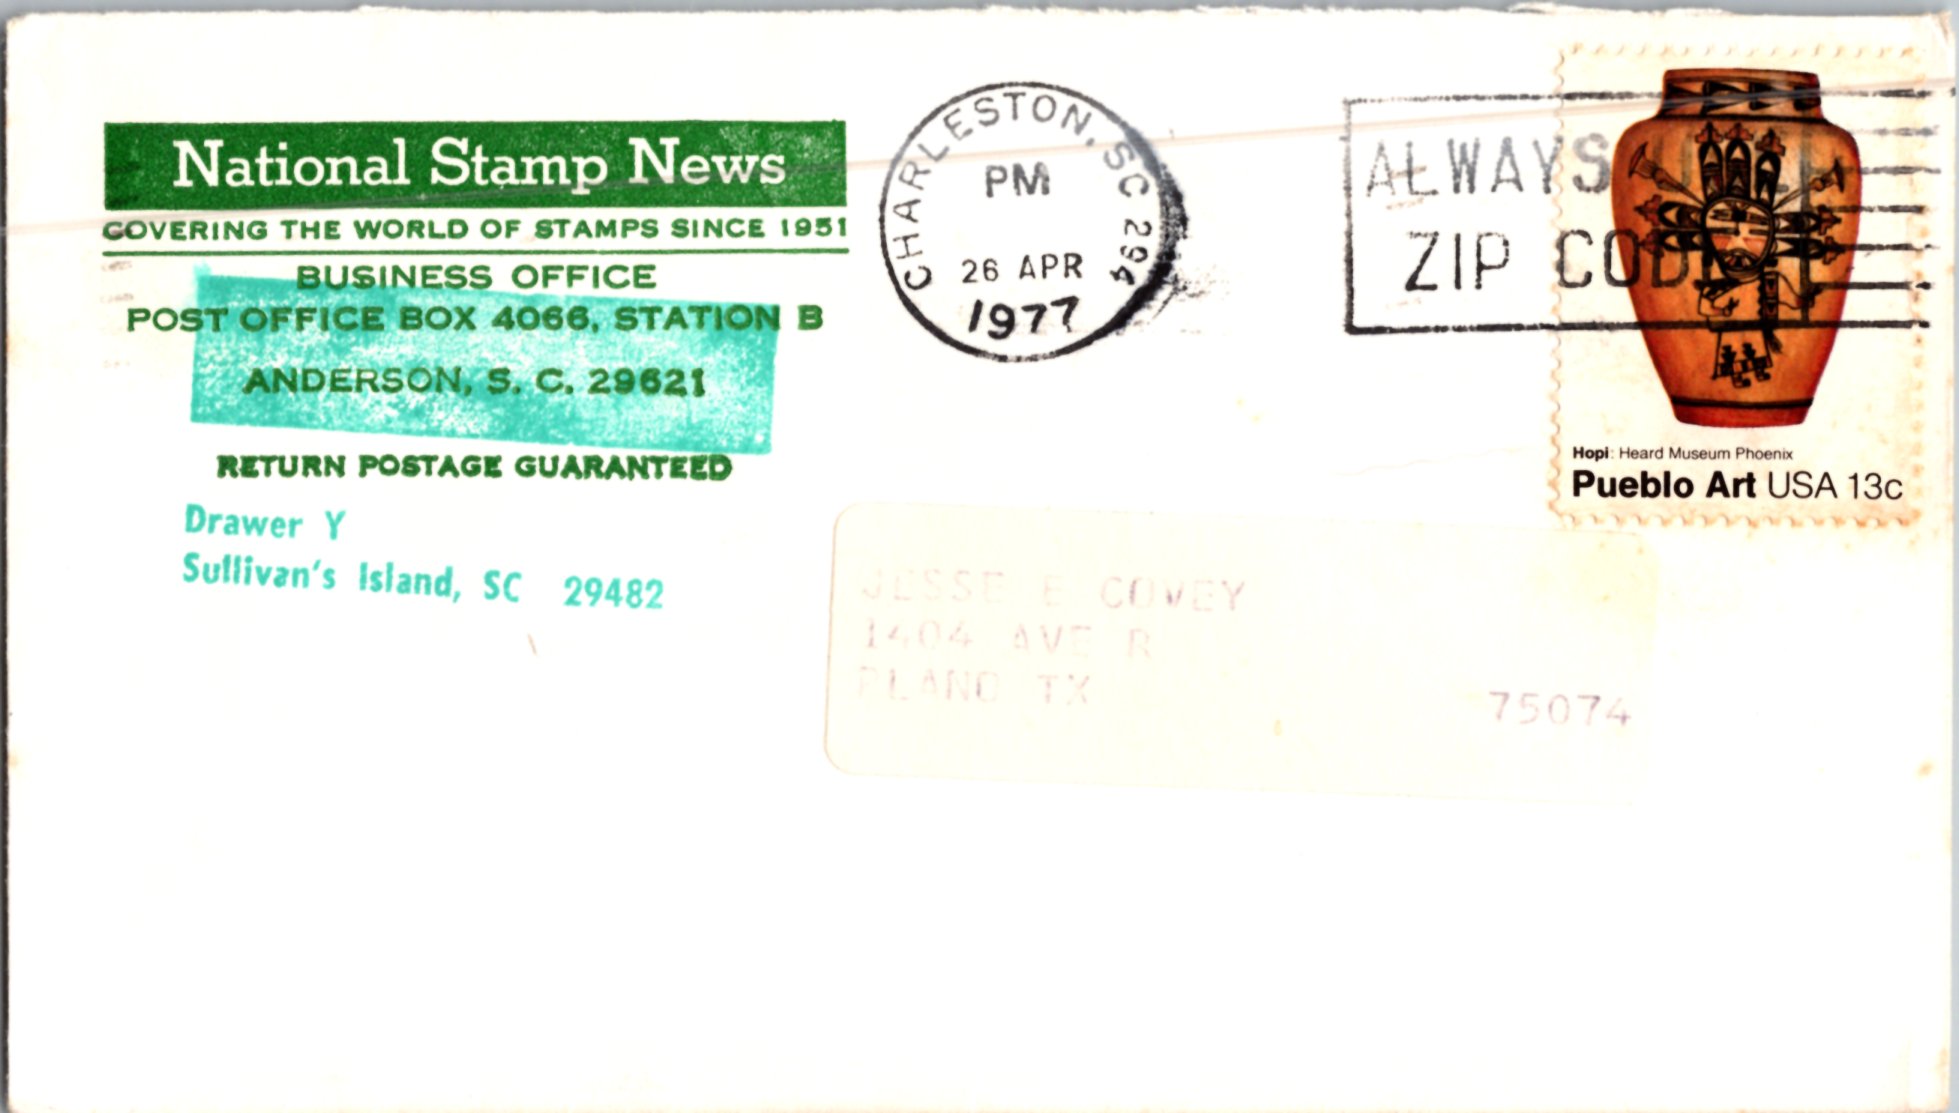 National Stamp News
COVERING THE WORLD OF STAMPS SINCE 1951
BUSINESS OFFICE
POST OFFICE BOX 4066, STATION B
ANDERSON, S. C. 29621
RETURN POSTAGE GUARANTEED
Drawer Y
Sullivan's Island, SC 29482
CHARLESTON, SC 294
PM
26 APR
1977
ALWAYS
ZIP CODE
Hopi: Heard Museum Phoenix
Pueblo Art USA 13c
JESSE E COVEY
1404 AVE R
PLANO TX 75074